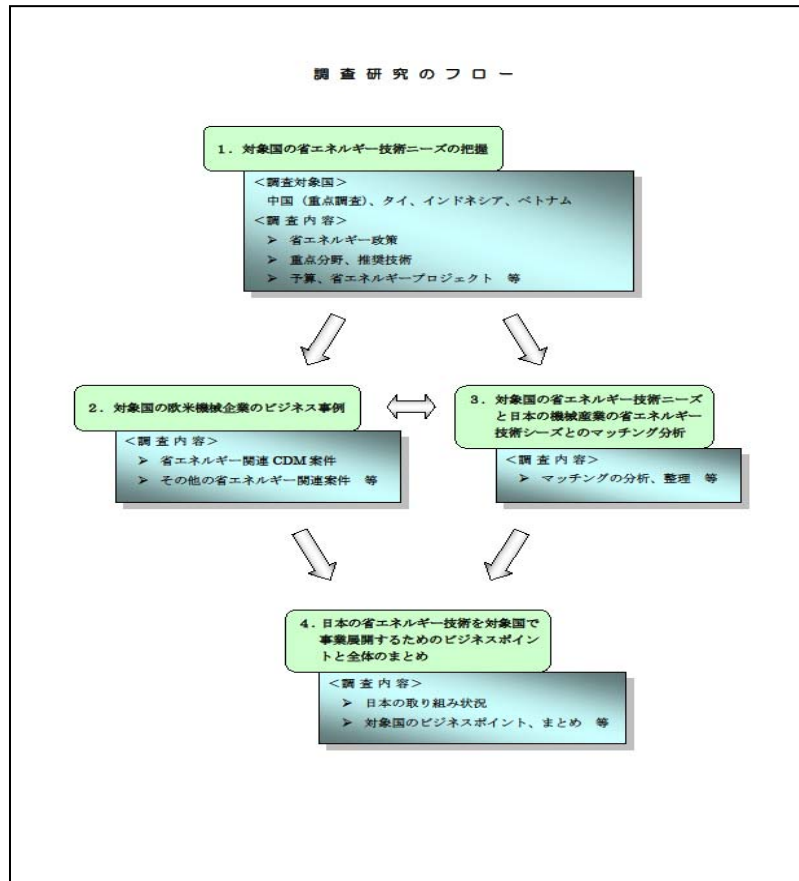 調査研究のフロー
1．対象国の省エネルギー技術ニーズの把握
＜調査対象国＞
中国（重点調査）、タイ、インドネシア、ベトナム
＜調査内容＞
➢ 省エネルギー政策
➢ 重点分野、推奨技術
➢ 予算、省エネルギープロジェクト 等
2．対象国の欧米機械企業のビジネス事例
＜調査内容＞
➢ 省エネルギー関連 CDM 案件
➢ その他の省エネルギー関連案件 等
3．対象国の省エネルギー技術ニーズ
と日本の機械産業の省エネルギー
技術シーズとのマッチング分析
＜調査内容＞
➢ マッチングの分析、整理 等
4．日本の省エネルギー技術を対象国で
事業展開するためのビジネスポイン
トと全体のまとめ
＜調査内容＞
➢ 日本の取り組み状況
➢ 対象国のビジネスポイント、まとめ 等